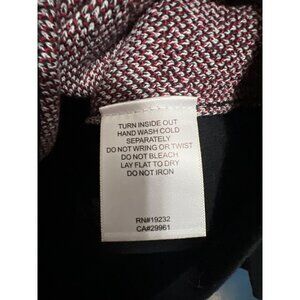 TURN INSIDE OUT
HAND WASH COLD
SEPARATELY
DO NOT WRING OR TWIST
DO NOT BLEACH
LAY FLAT TO DRY
DO NOT IRON
RN#19232
CA#29961